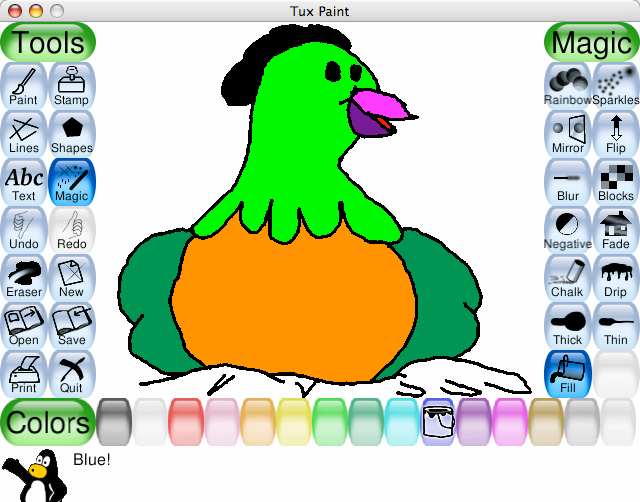 Tux Paint
Tools
Magic
Paint Stamp
Rainbow Sparkles
Lines Shapes
Mirror Flip
Abc
Text Magic
Blur Blocks
Undo Redo
Negative Fade
Eraser New
Chalk Drip
Open Save
Thick Thin
Print Quit
Fill
Colors
Blue!